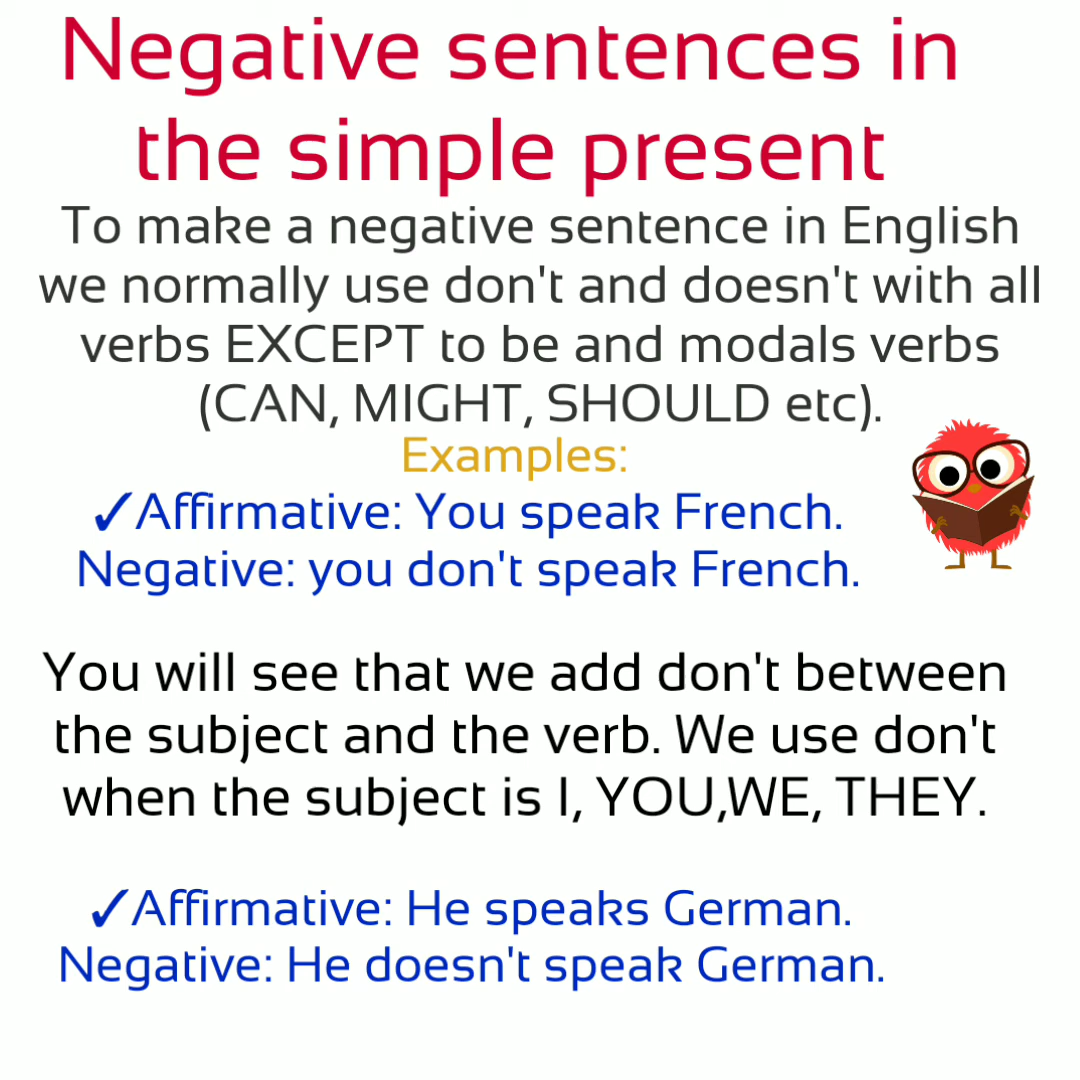 Negative sentences in
the simple present
To make a negative sentence in English
we normally use don't and doesn't with all
verbs EXCEPT to be and modals verbs
(CAN, MIGHT, SHOULD etc).
Examples:
✓Affirmative: You speak French.
Negative: you don't speak French.
You will see that we add don't between
the subject and the verb. We use don't
when the subject is I, YOU,WE, THEY.
✓Affirmative: He speaks German.
Negative: He doesn't speak German.